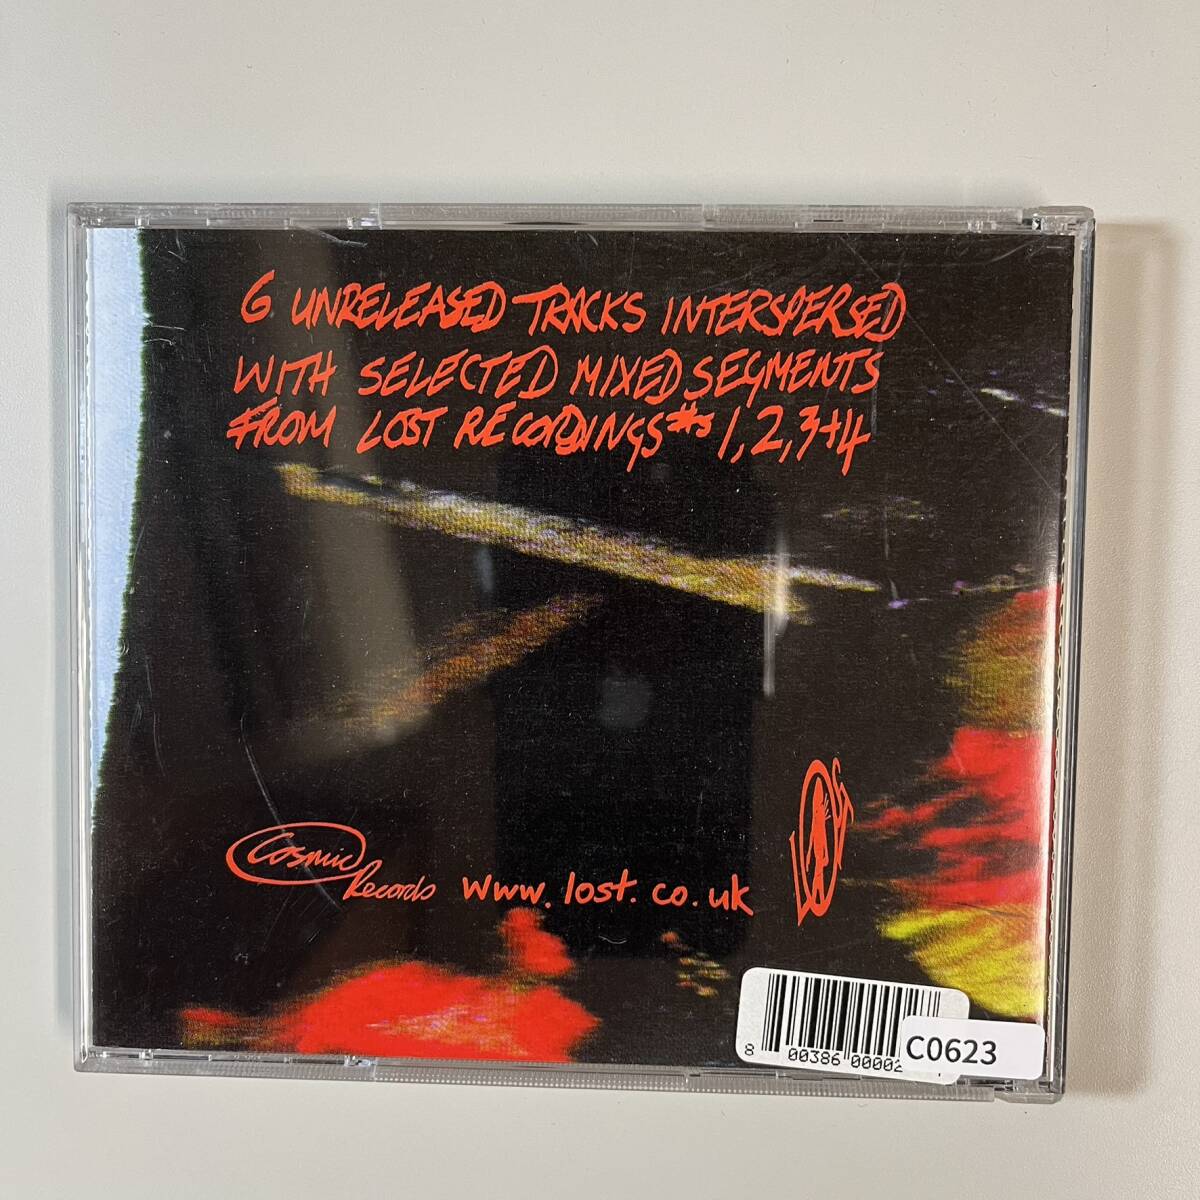 6 UNRELEASED TRACKS INTERSPERSED
WITH SELECTED MIXED SEGMENTS
FROM LOST RECORDINGS #s 1, 2, 3+4
LOST
Cosmic
Records
www.lost.co.uk
8 00386 00002
C0623